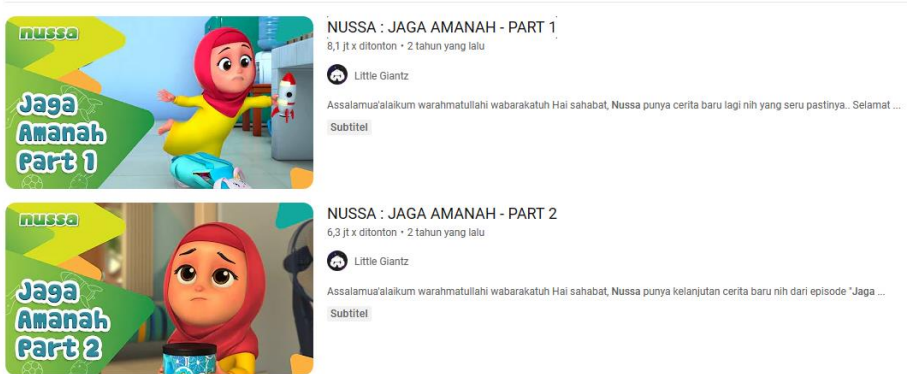 nussa
Jaga
Amanah
Part 1
NUSSA : JAGA AMANAH - PART 1
8,1 jt x ditonton • 2 tahun yang lalu
Little Giantz
Assalamua'alaikum warahmatullahi wabarakatuh Hai sahabat, Nussa punya cerita baru lagi nih yang seru pastinya.. Selamat ...
Subtitel
nussa
Jaga
Amanah
Part 2
NUSSA : JAGA AMANAH - PART 2
6,3 jt x ditonton • 2 tahun yang lalu
Little Giantz
Assalamua'alaikum warahmatullahi wabarakatuh Hai sahabat, Nussa punya kelanjutan cerita baru nih dari episode "Jaga ...
Subtitel